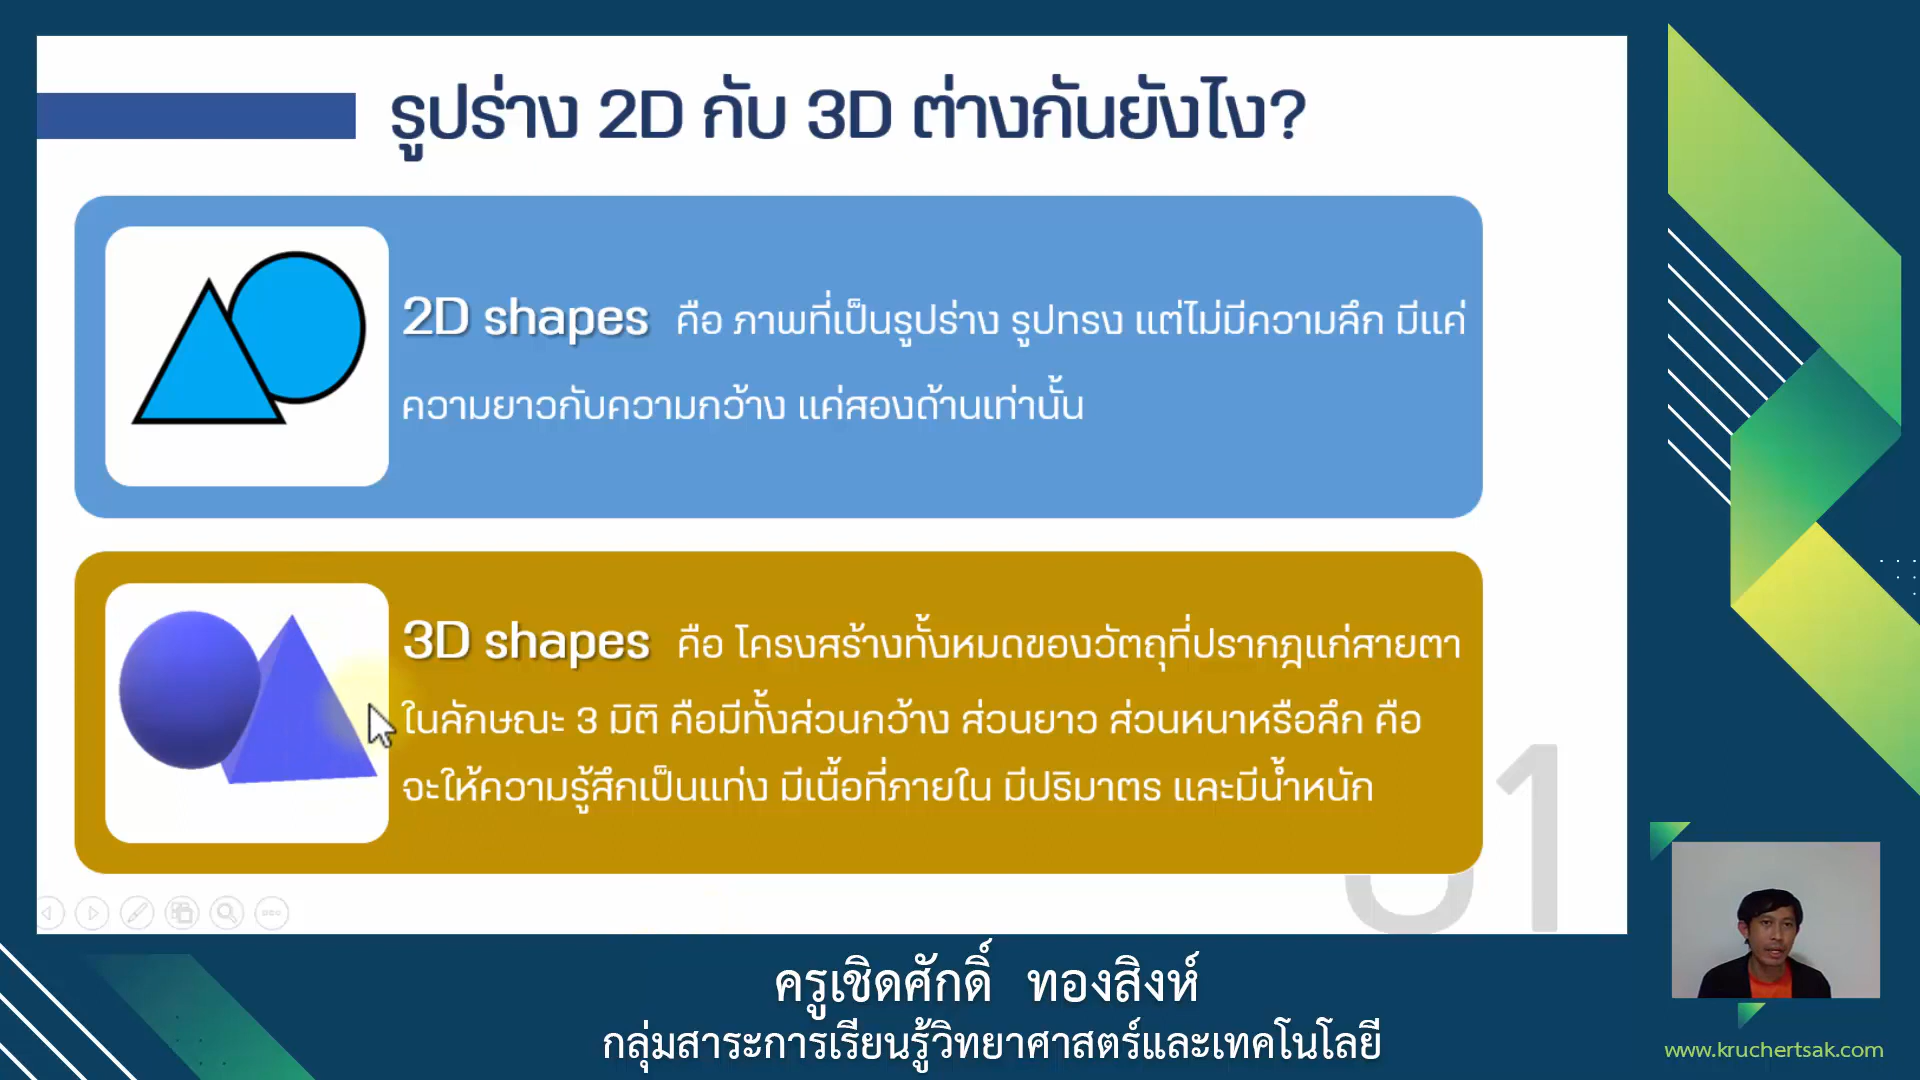 รูปร่าง 2D กับ 3D ต่างกันยังไง?
2D shapes คือ ภาพที่เป็นรูปร่าง รูปทรง แต่ไม่มีความลึก มีแค่
ความยาวกับความกว้าง แค่สองด้านเท่านั้น
3D shapes คือ โครงสร้างทั้งหมดของวัตถุที่ปรากฎแก่สายตา
ในลักษณะ 3 มิติ คือมีทั้งส่วนกว้าง ส่วนยาว ส่วนหนาหรือลึก คือ
จะให้ความรู้สึกเป็นแท่ง มีเนื้อที่ภายใน มีปริมาตร และมีน้ำหนัก
01
ครูเชิดศักดิ์ ทองสิงห์
กลุ่มสาระการเรียนรู้วิทยาศาสตร์และเทคโนโลยี
www.kruchertsak.com